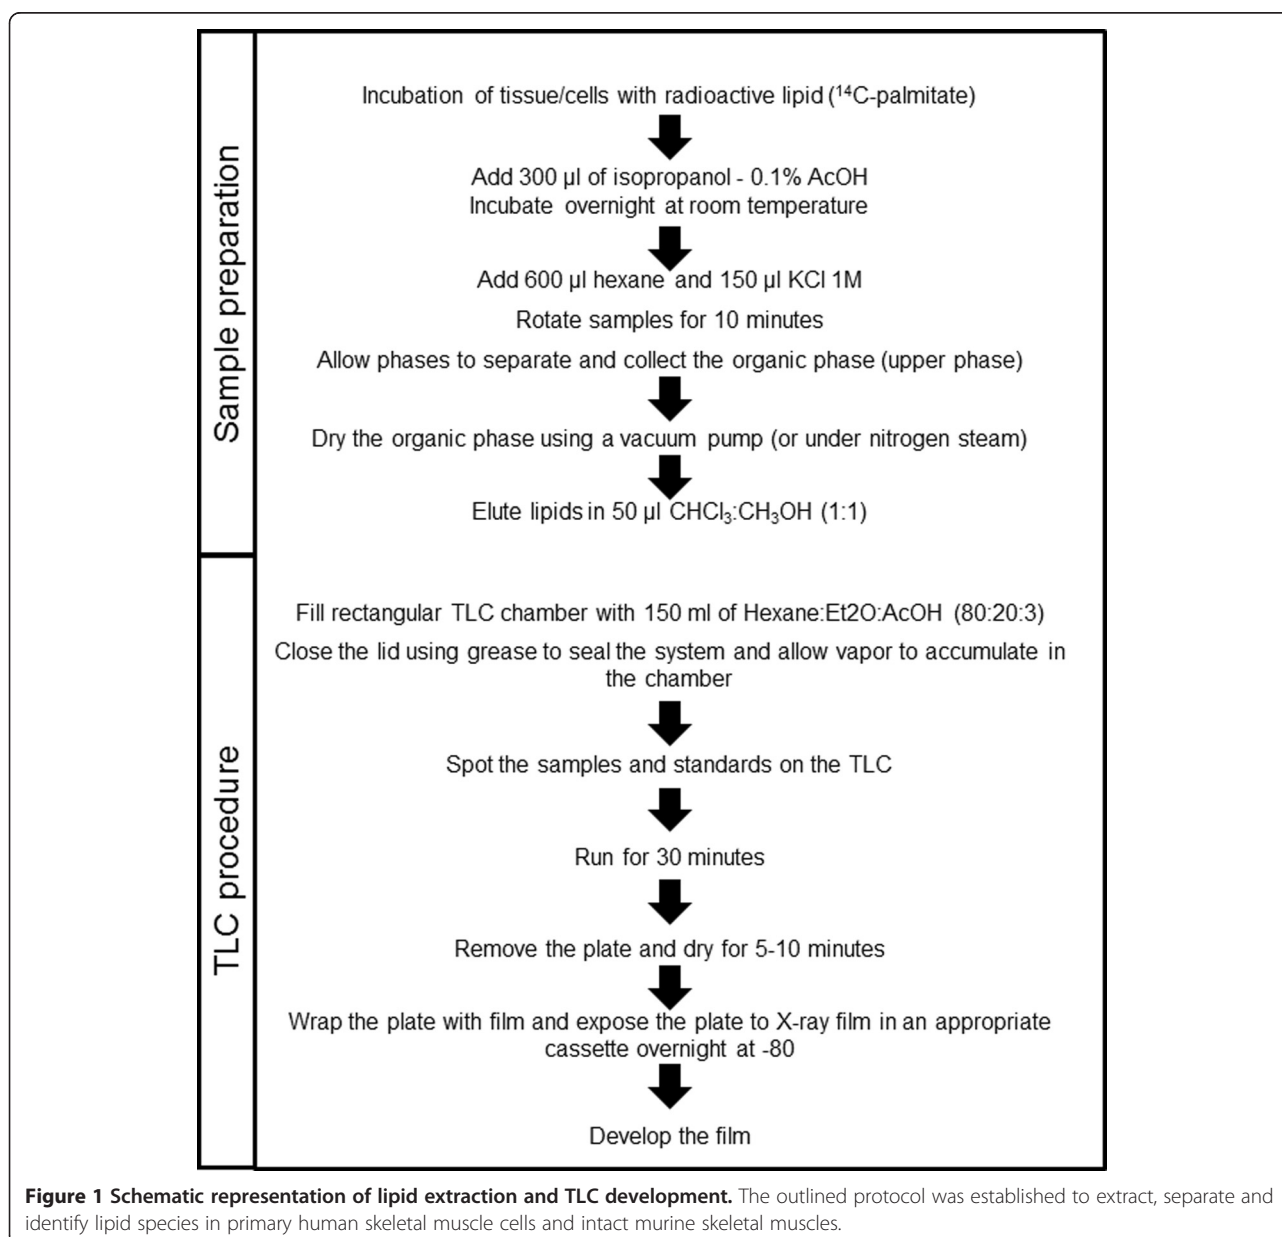 Sample preparation
Incubation of tissue/cells with radioactive lipid (¹⁴C-palmitate)
Add 300 µl of isopropanol - 0.1% AcOH
Incubate overnight at room temperature
Add 600 µl hexane and 150 µl KCl 1M
Rotate samples for 10 minutes
Allow phases to separate and collect the organic phase (upper phase)
Dry the organic phase using a vacuum pump (or under nitrogen steam)
Elute lipids in 50 µl CHCl₃:CH₃OH (1:1)
TLC procedure
Fill rectangular TLC chamber with 150 ml of Hexane:Et2O:AcOH (80:20:3)
Close the lid using grease to seal the system and allow vapor to accumulate in
the chamber
Spot the samples and standards on the TLC
Run for 30 minutes
Remove the plate and dry for 5-10 minutes
Wrap the plate with film and expose the plate to X-ray film in an appropriate
cassette overnight at -80
Develop the film
Figure 1 Schematic representation of lipid extraction and TLC development. The outlined protocol was established to extract, separate and
identify lipid species in primary human skeletal muscle cells and intact murine skeletal muscles.